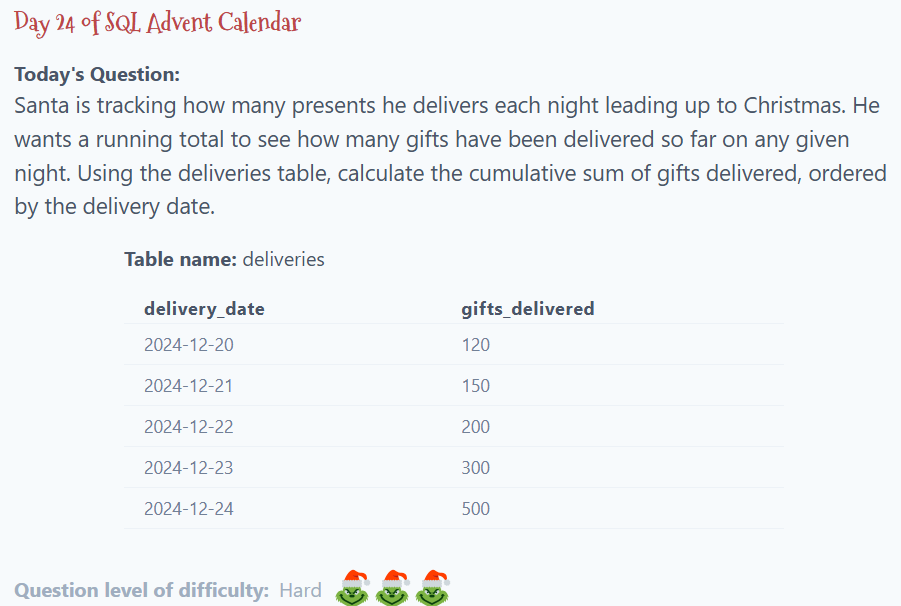 Day 24 of SQL Advent Calendar
Today's Question:
Santa is tracking how many presents he delivers each night leading up to Christmas. He
wants a running total to see how many gifts have been delivered so far on any given
night. Using the deliveries table, calculate the cumulative sum of gifts delivered, ordered
by the delivery date.
Table name: deliveries
delivery_date gifts_delivered
2024-12-20 120
2024-12-21 150
2024-12-22 200
2024-12-23 300
2024-12-24 500
Question level of difficulty: Hard